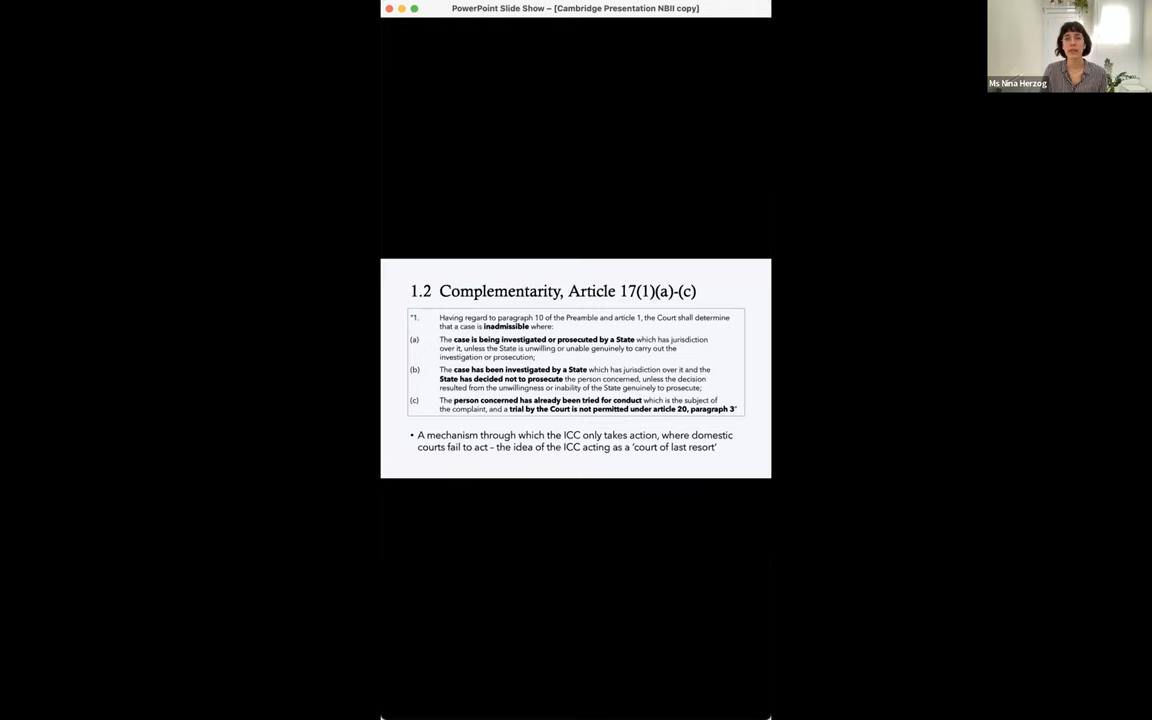 PowerPoint Slide Show – [Cambridge Presentation NBII copy]
Ms Nina Herzog
1.2 Complementarity, Article 17(1)(a)-(c)
"1. Having regard to paragraph 10 of the Preamble and article 1, the Court shall determine
that a case is inadmissible where:
(a) The case is being investigated or prosecuted by a State which has jurisdiction
over it, unless the State is unwilling or unable genuinely to carry out the
investigation or prosecution;
(b) The case has been investigated by a State which has jurisdiction over it and the
State has decided not to prosecute the person concerned, unless the decision
resulted from the unwillingness or inability of the State genuinely to prosecute;
(c) The person concerned has already been tried for conduct which is the subject of
the complaint, and a trial by the Court is not permitted under article 20, paragraph 3"
• A mechanism through which the ICC only takes action, where domestic
courts fail to act – the idea of the ICC acting as a 'court of last resort'